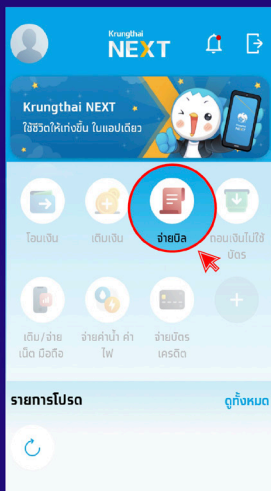 Krungthai
NEXT
Krungthai NEXT
ใช้ชีวิตให้เก่งขึ้น ในแอปเดียว
โอนเงิน
เติมเงิน
จ่ายบิล
ถอนเงินไม่ใช้
บัตร
เติม/จ่าย
เน็ต มือถือ
จ่ายค่าน้ำ ค่า
ไฟ
จ่ายบัตร
เครดิต
รายการโปรด
ดูทั้งหมด